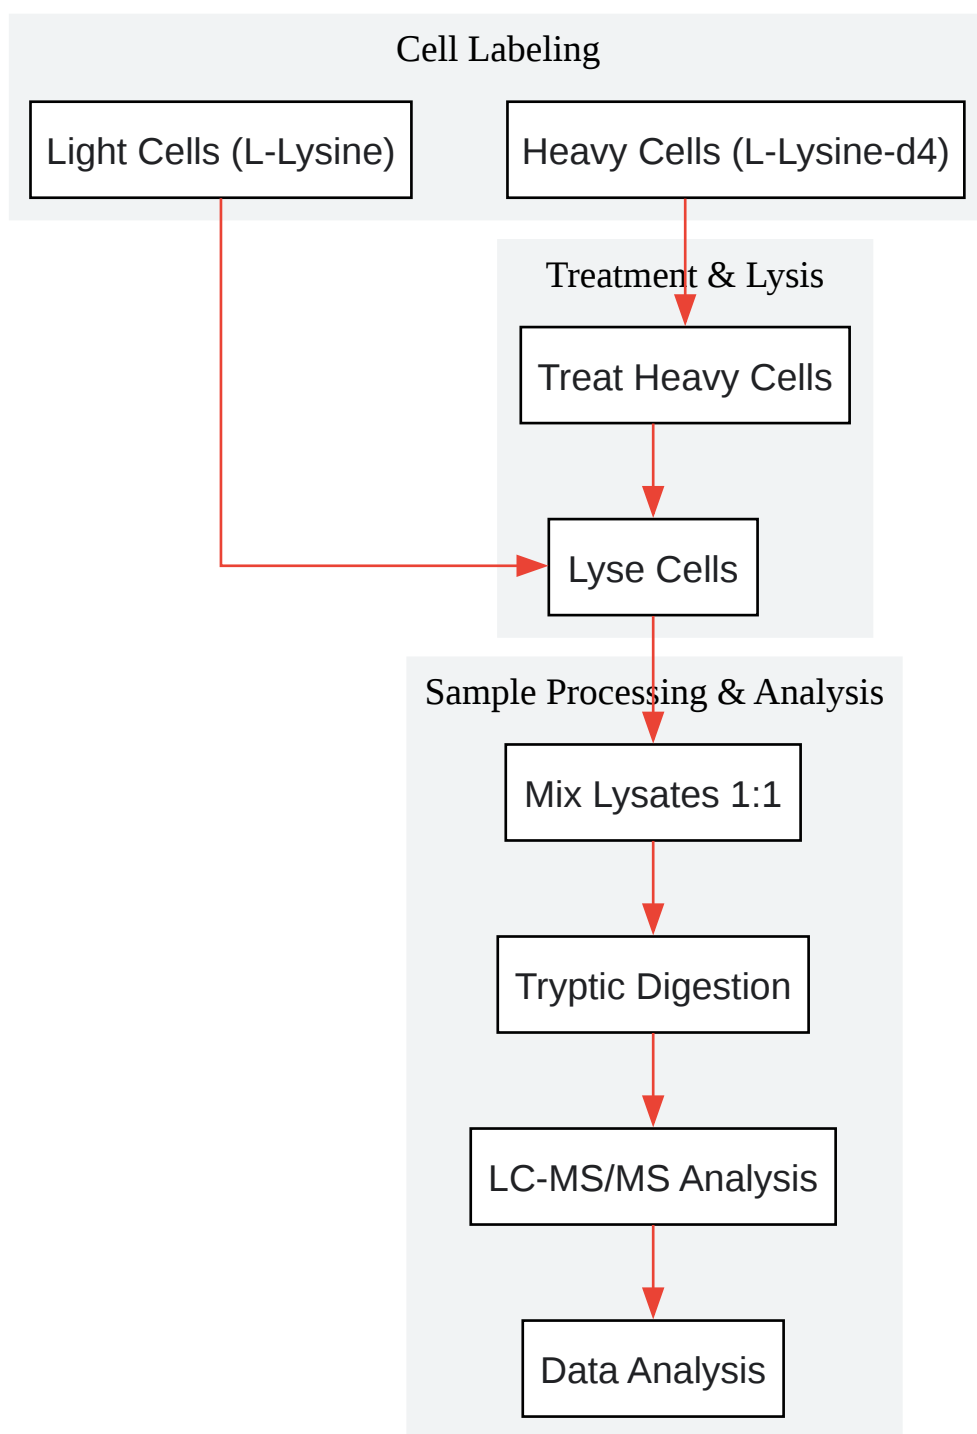 Cell Labeling
Light Cells (L-Lysine)
Heavy Cells (L-Lysine-d4)
Treatment & Lysis
Treat Heavy Cells
Lyse Cells
Sample Processing & Analysis
Mix Lysates 1:1
Tryptic Digestion
LC-MS/MS Analysis
Data Analysis